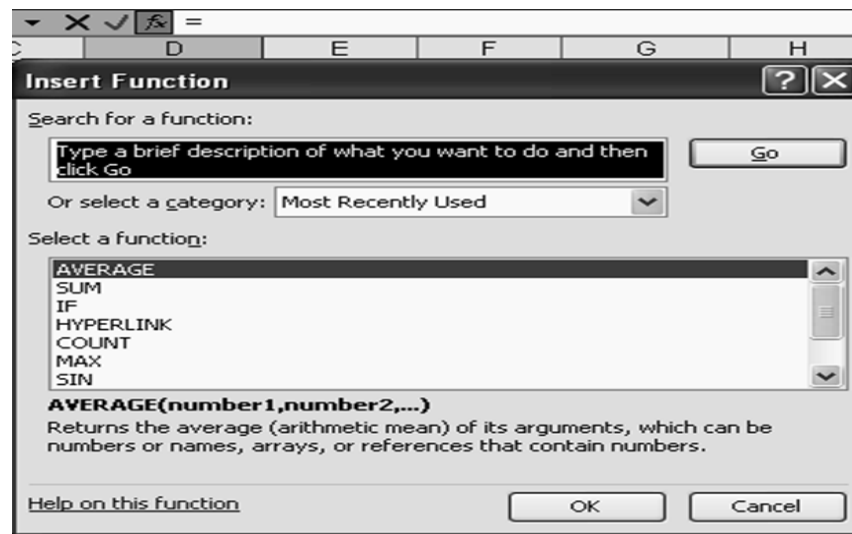 fx =
C D E F G H
Insert Function
Search for a function:
Type a brief description of what you want to do and then
click Go
Go
Or select a category: Most Recently Used
Select a function:
AVERAGE
SUM
IF
HYPERLINK
COUNT
MAX
SIN
AVERAGE(number1,number2,...)
Returns the average (arithmetic mean) of its arguments, which can be
numbers or names, arrays, or references that contain numbers.
Help on this function
OK Cancel